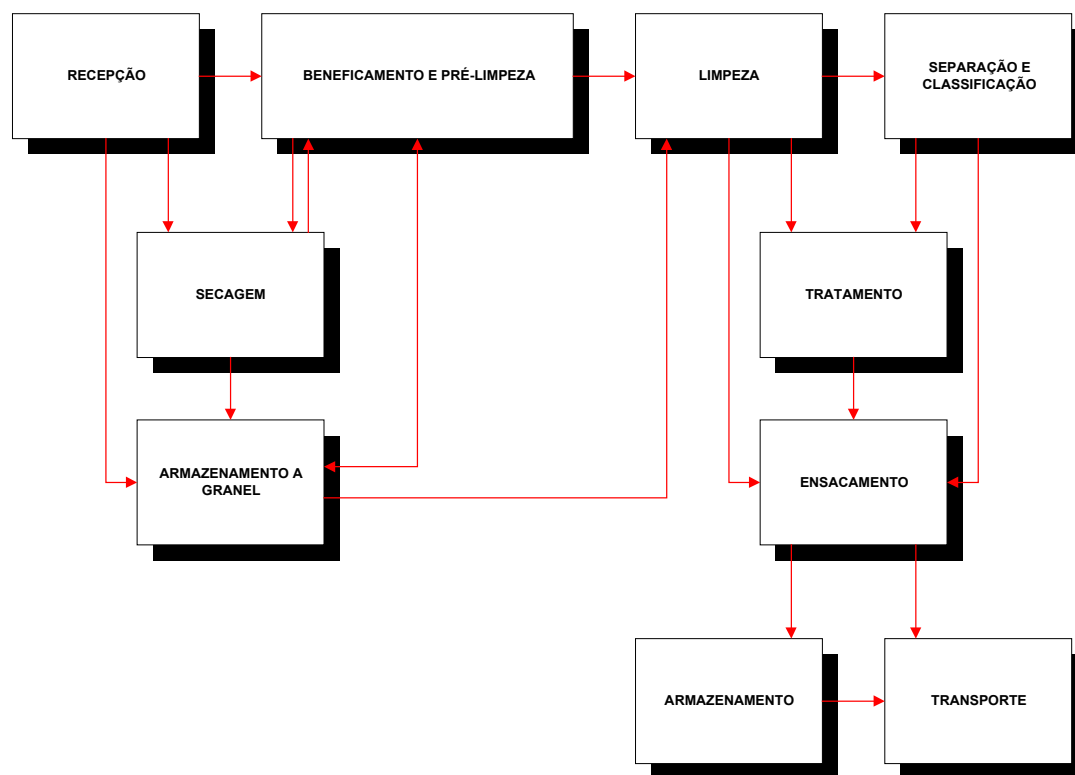 RECEPÇÃO
BENEFICAMENTO E PRÉ-LIMPEZA
LIMPEZA
SEPARAÇÃO E
CLASSIFICAÇÃO
SECAGEM
TRATAMENTO
ARMAZENAMENTO A
GRANEL
ENSACAMENTO
ARMAZENAMENTO
TRANSPORTE